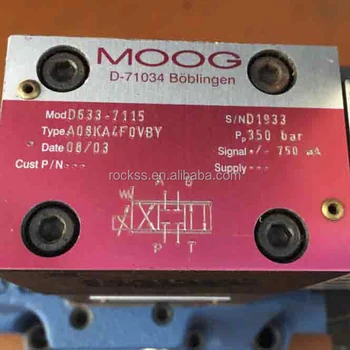 MOOG
D-71034 Böblingen
Mod D633-7115 S/N D1933
Type A08KA4F0VBY Pp 350 bar
Date 08/03 Signal +/- 750 mA
Cust P/N --- Supply ---
rockss.en.alibaba.com
A B
P T